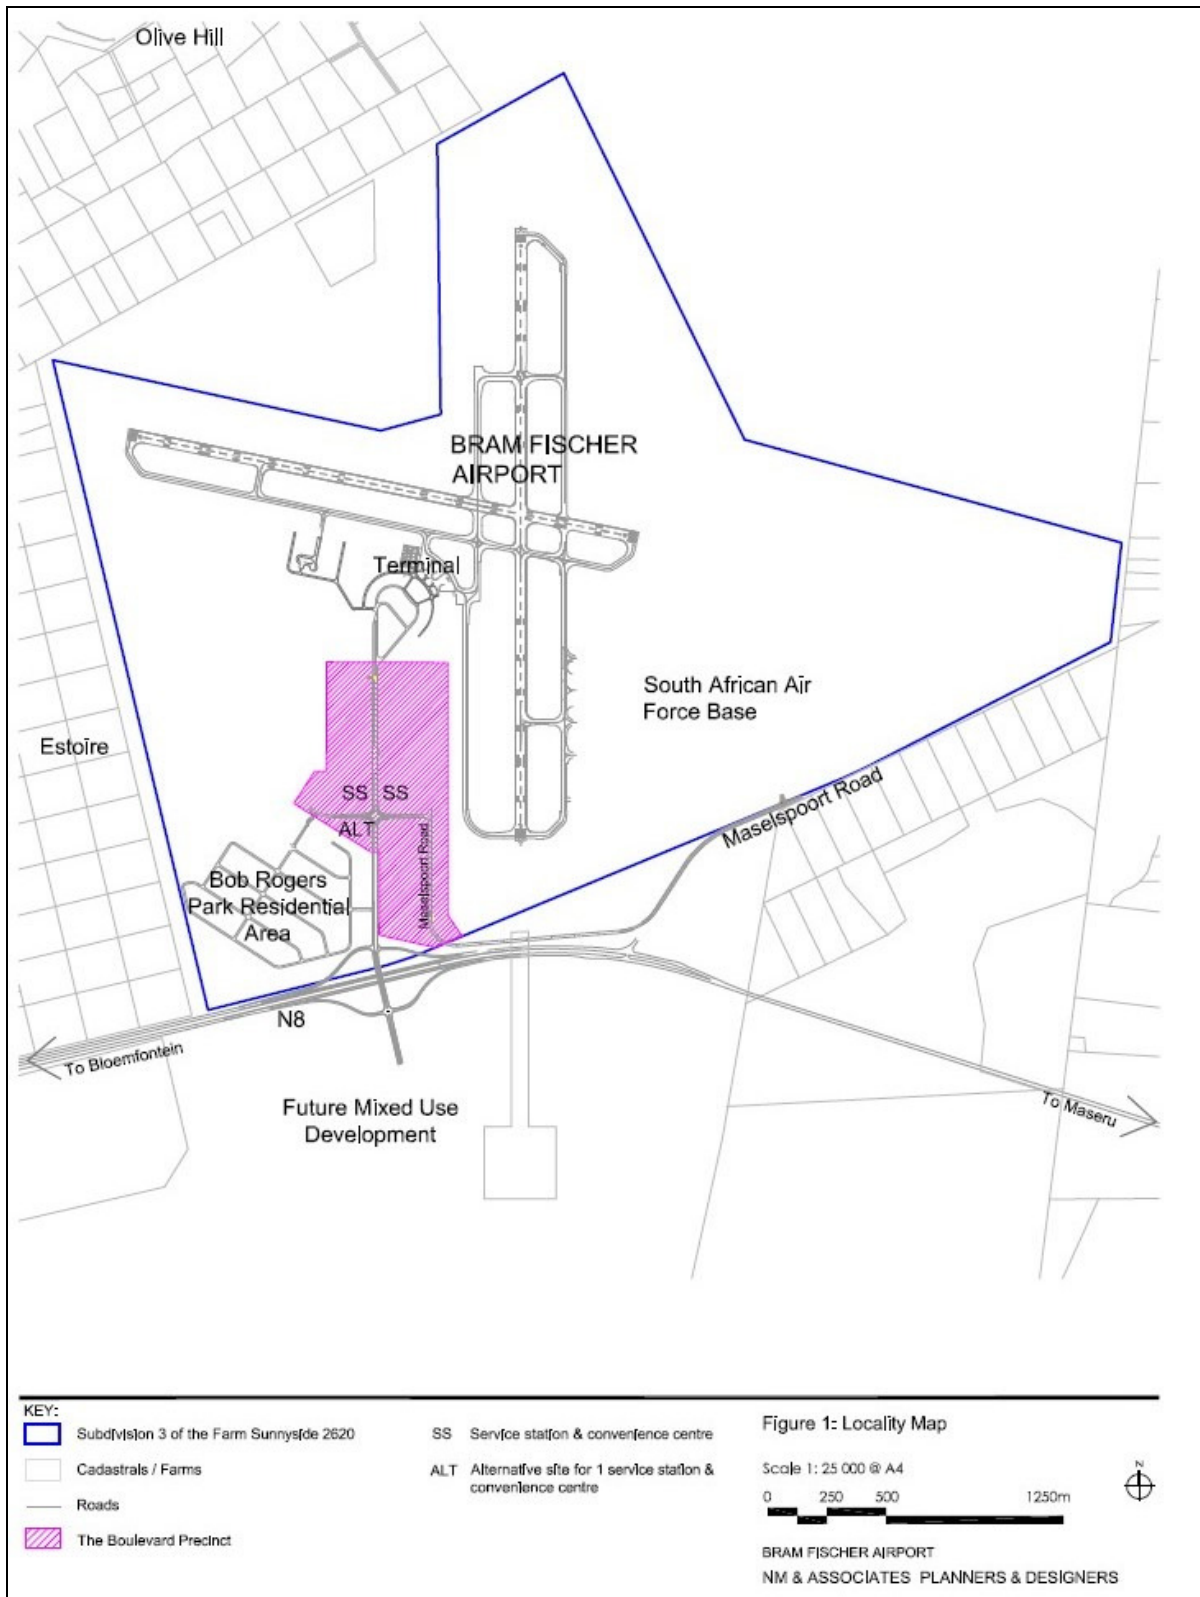 Olive Hill
BRAM FISCHER
AIRPORT
Terminal
South African Air
Force Base
Estoire
SS SS
ALT
Maselspoort Road
Maselspoort Road
Bob Rogers
Park Residential
Area
N8
To Bloemfontein
Future Mixed Use
Development
To Maseru
KEY:
Subdivision 3 of the Farm Sunnyside 2620
Cadastrals / Farms
Roads
The Boulevard Precinct
SS Service station & convenience centre
ALT Alternative site for 1 service station &
convenience centre
Figure 1: Locality Map
Scale 1: 25 000 @ A4
0 250 500 1250m
N
BRAM FISCHER AIRPORT
NM & ASSOCIATES PLANNERS & DESIGNERS